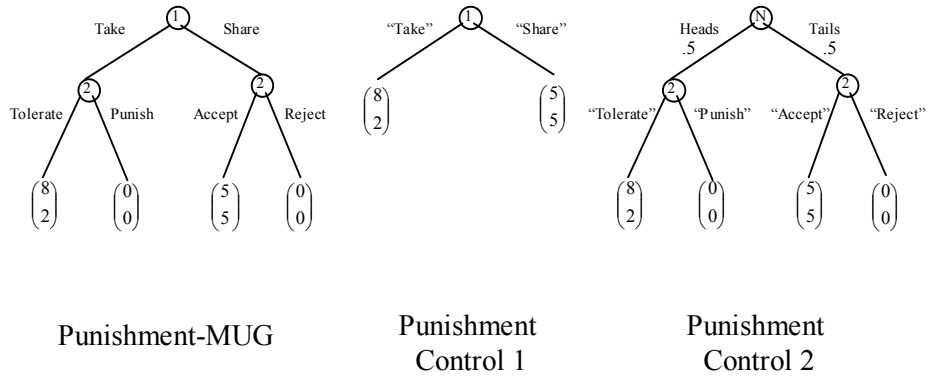 1 1 N
Take Share "Take" "Share" Heads Tails
.5 .5
2 2 2 2
Tolerate Punish Accept Reject "Tolerate" "Punish" "Accept" "Reject"
8 5 8 0 5 0
2 5 2 0 5 0
8 0 5 0
2 0 5 0
Punishment-MUG
Punishment
Control 1
Punishment
Control 2